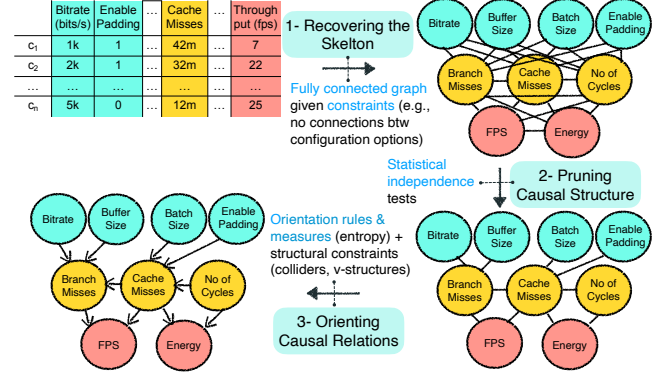 Bitrate (bits/s) Enable Padding ... Cache Misses ... Through put (fps)
c1 1k 1 ... 42m ... 7
c2 2k 1 ... 32m ... 22
... ... ... ... ... ... ...
cn 5k 0 ... 12m ... 25
1- Recovering the
Skelton
Fully connected graph
given constraints (e.g.,
no connections btw
configuration options)
Bitrate
Buffer
Size
Batch
Size
Enable
Padding
Branch
Misses
Cache
Misses
No of
Cycles
FPS
Energy
Statistical
independence
tests
2- Pruning
Causal Structure
Bitrate
Buffer
Size
Batch
Size
Enable
Padding
Branch
Misses
Cache
Misses
No of
Cycles
FPS
Energy
Orientation rules &
measures (entropy) +
structural constraints
(colliders, v-structures)
3- Orienting
Causal Relations
Bitrate
Buffer
Size
Batch
Size
Enable
Padding
Branch
Misses
Cache
Misses
No of
Cycles
FPS
Energy